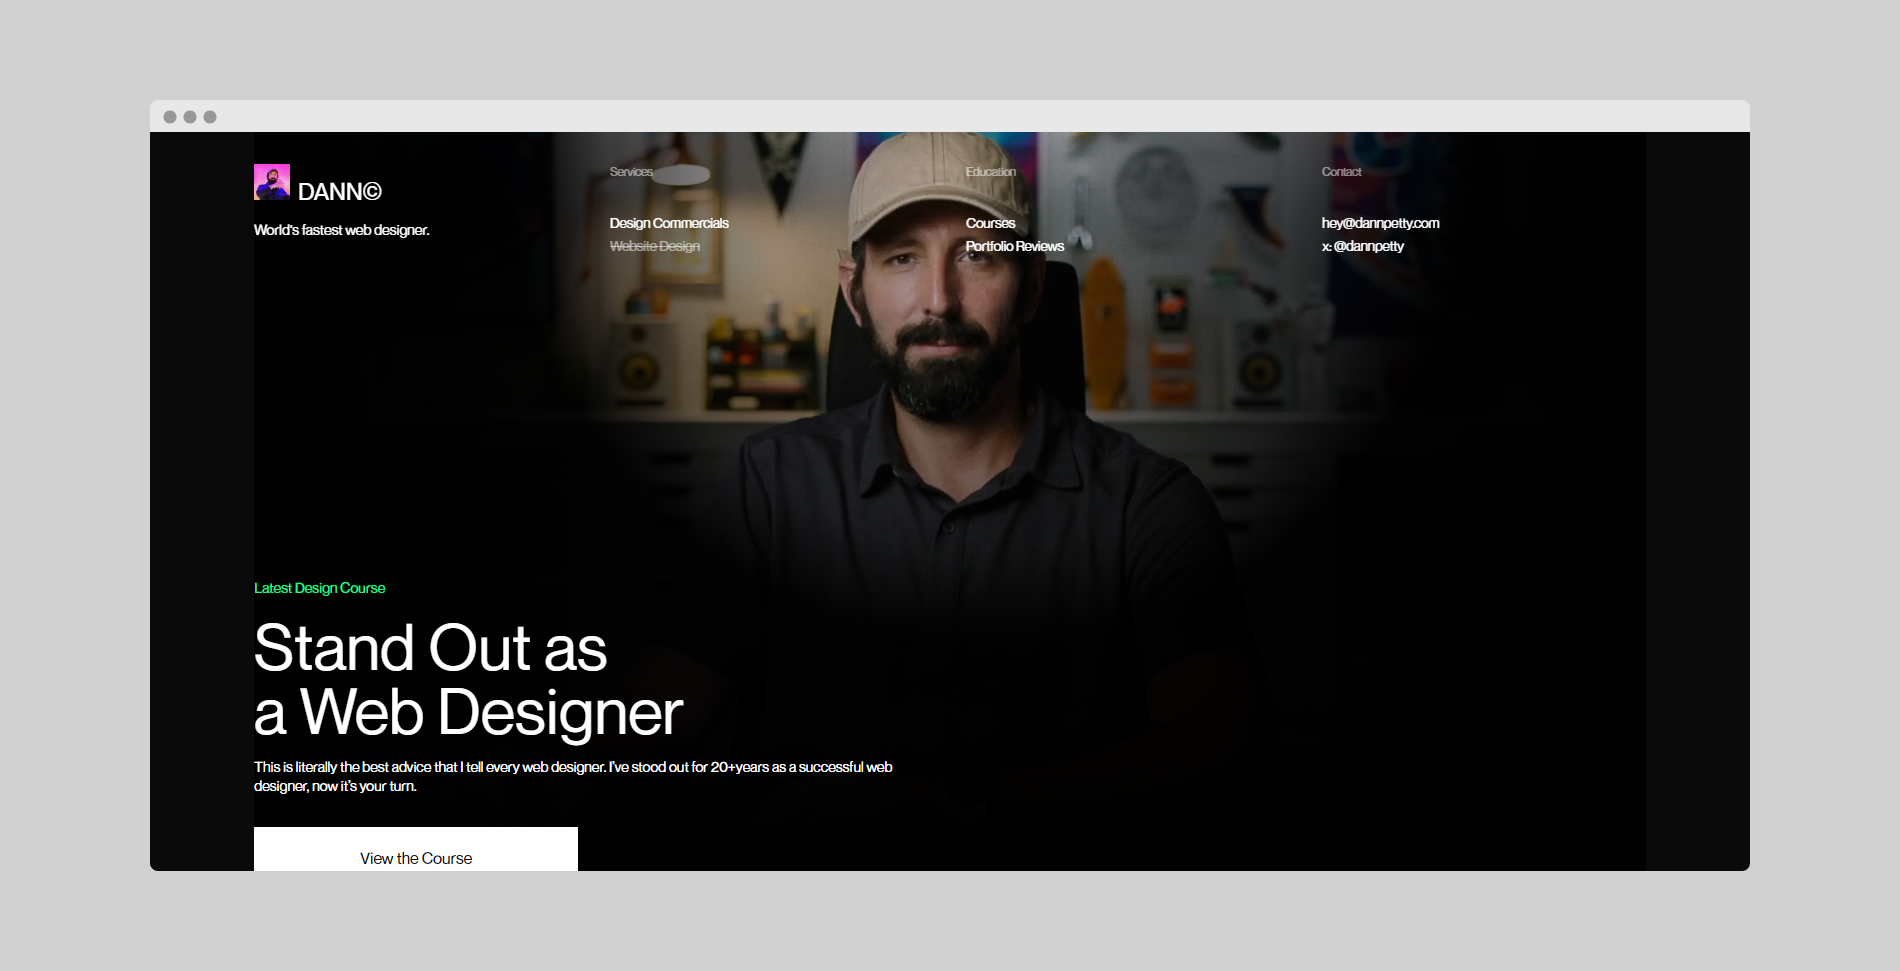 DANN©
World's fastest web designer.
Services
Design Commercials
Website Design
Education
Courses
Portfolio Reviews
Contact
hey@dannpetty.com
x: @dannpetty
Latest Design Course
Stand Out as
a Web Designer
This is literally the best advice that I tell every web designer. I've stood out for 20+years as a successful web
designer, now it's your turn.
View the Course